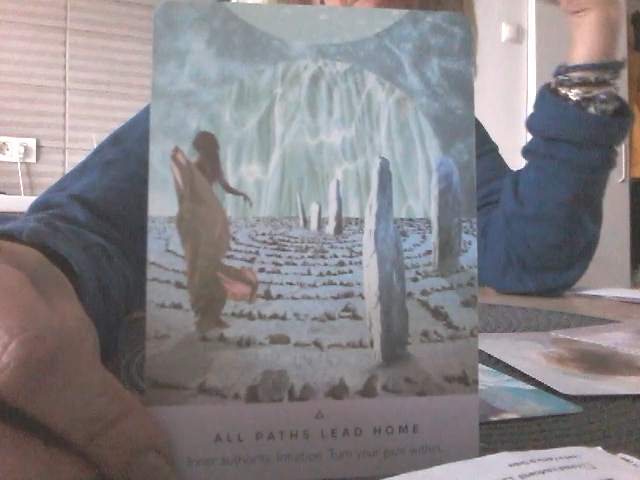 ALL PATHS LEAD HOME
Inner authority. Intuition. Turn your gaze within.